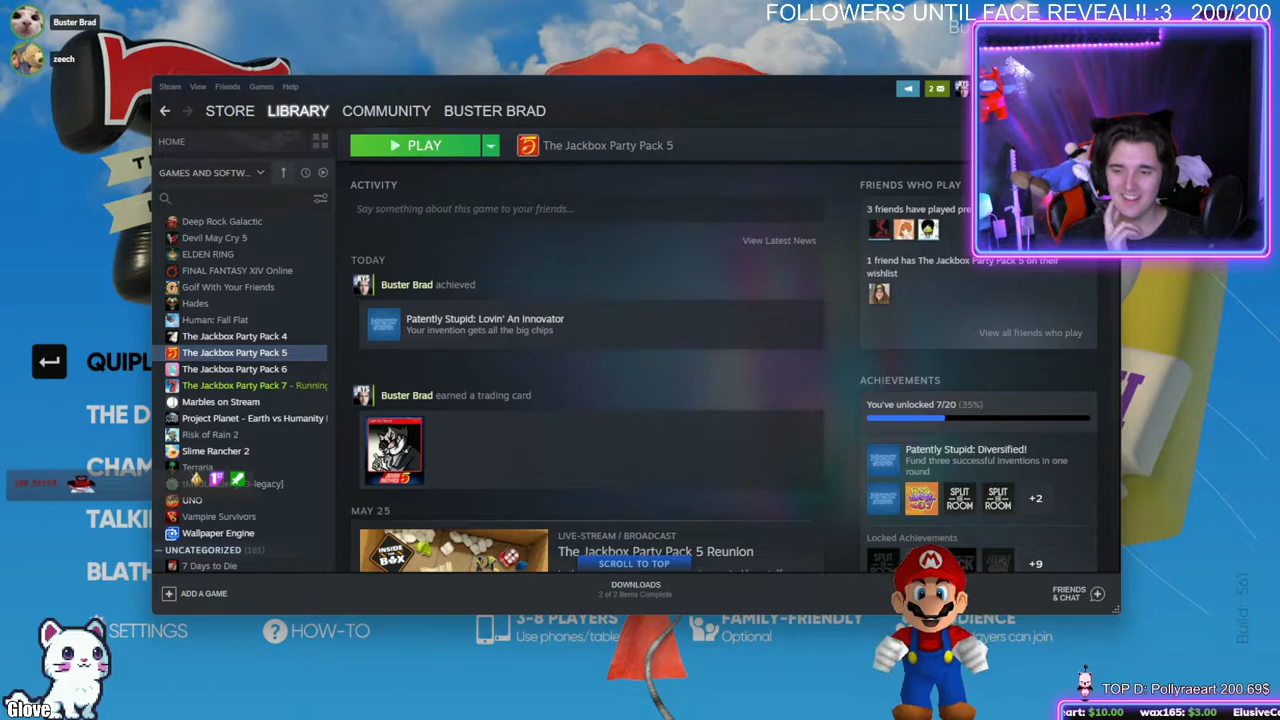 Buster Brad
zeech
FOLLOWERS UNTIL FACE REVEAL!! :3 200/200
Steam View Friends Games Help
2
STORE LIBRARY COMMUNITY BUSTER BRAD
HOME
PLAY
The Jackbox Party Pack 5
GAMES AND SOFTW...
Deep Rock Galactic
Devil May Cry 5
ELDEN RING
FINAL FANTASY XIV Online
Golf With Your Friends
Hades
Human: Fall Flat
The Jackbox Party Pack 4
The Jackbox Party Pack 5
The Jackbox Party Pack 6
The Jackbox Party Pack 7 - Running
Marbles on Stream
Project Planet - Earth vs Humanity
Risk of Rain 2
Slime Rancher 2
Terraria
-legacy]
UNO
Vampire Survivors
Wallpaper Engine
UNCATEGORIZED (161)
7 Days to Die
ADD A GAME
ACTIVITY
Say something about this game to your friends...
View Latest News
TODAY
Buster Brad achieved
Patently Stupid: Lovin' An Innovator
Your invention gets all the big chips
Buster Brad earned a trading card
MAY 25
INSIDE THE BOX
LIVE-STREAM / BROADCAST
The Jackbox Party Pack 5 Reunion
SCROLL TO TOP
DOWNLOADS
2 of 2 Items Complete
FRIENDS WHO PLAY
3 friends have played pre
1 friend has The Jackbox Party Pack 5 on their
wishlist
View all friends who play
ACHIEVEMENTS
You've unlocked 7/20 (35%)
Patently Stupid: Diversified!
Fund three successful inventions in one
round
SPLIT THE ROOM
SPLIT THE ROOM
+2
Locked Achievements
+9
FRIENDS
& CHAT
QUIPL
THE D
CHAM
TALKI
BLATH
SETTINGS
HOW-TO
3-8 PLAYERS
Use phones/table
FAMILY-FRIENDLY
Optional
DIENCE
ayers can join
Build: 561
Glove
TOP D: Pollyraeart 200.69$
art: $10.00 wax165: $3.00 ElusiveCo